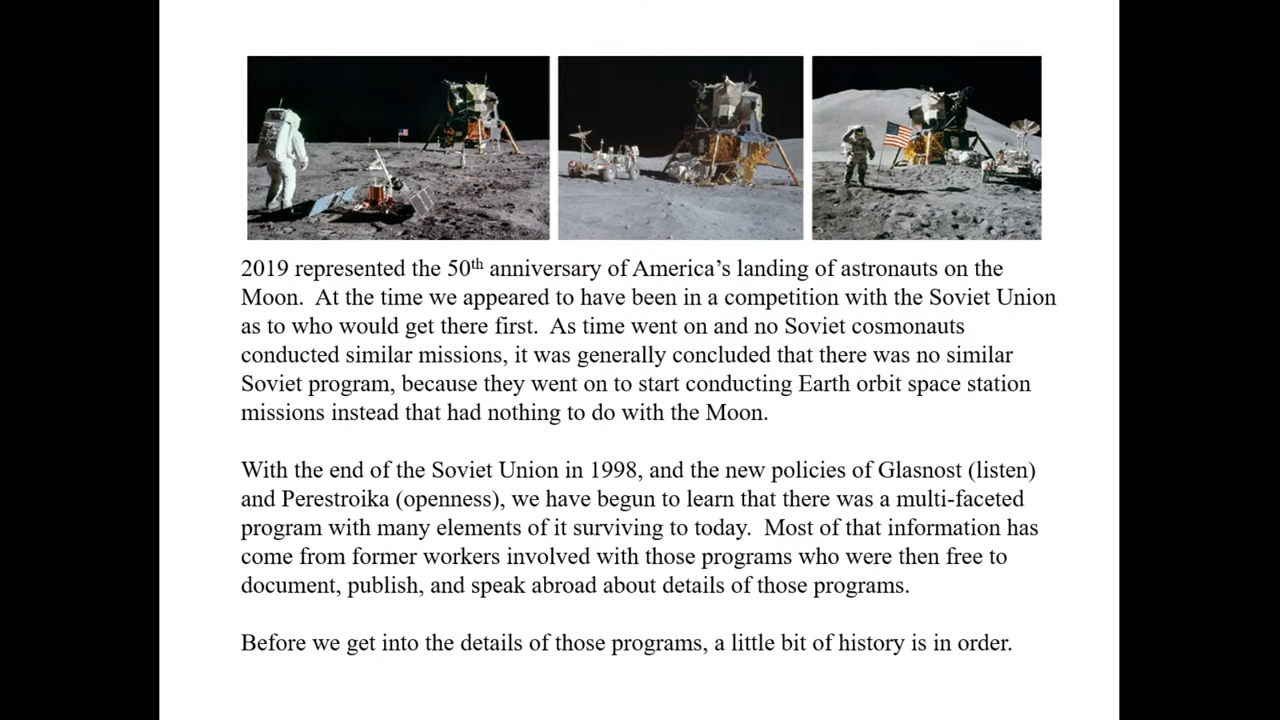 2019 represented the 50th anniversary of America’s landing of astronauts on the
Moon.  At the time we appeared to have been in a competition with the Soviet Union
as to who would get there first.  As time went on and no Soviet cosmonauts
conducted similar missions, it was generally concluded that there was no similar
Soviet program, because they went on to start conducting Earth orbit space station
missions instead that had nothing to do with the Moon.
With the end of the Soviet Union in 1998, and the new policies of Glasnost (listen)
and Perestroika (openness), we have begun to learn that there was a multi-faceted
program with many elements of it surviving to today.  Most of that information has
come from former workers involved with those programs who were then free to
document, publish, and speak abroad about details of those programs.
Before we get into the details of those programs, a little bit of history is in order.